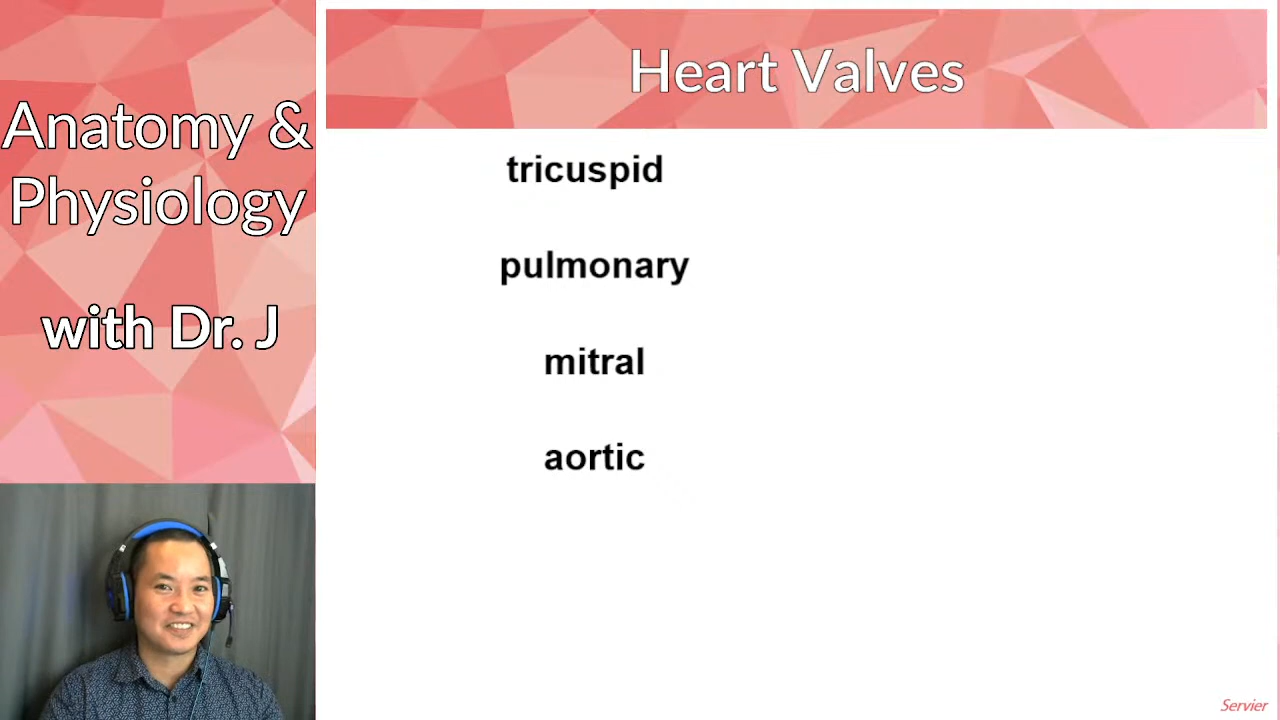 Anatomy &
Physiology
with Dr. J
Heart Valves
tricuspid
pulmonary
mitral
aortic
Servier